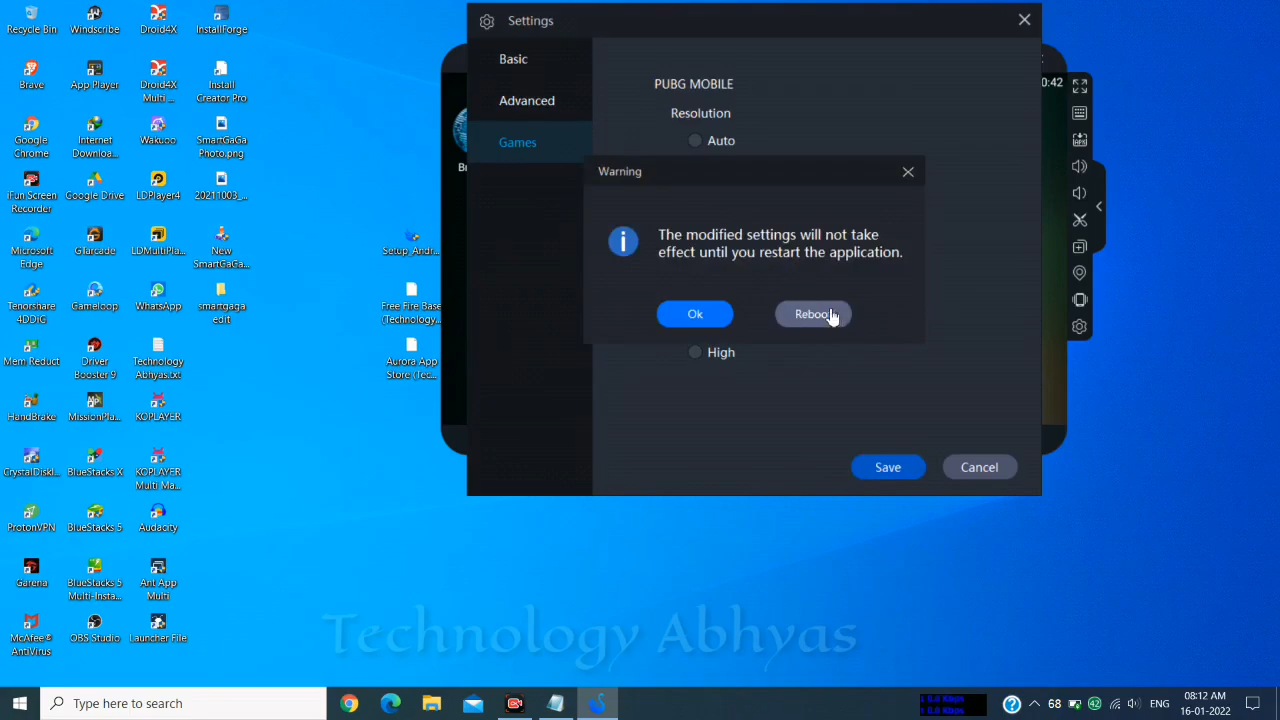 Recycle Bin
Windscribe
Droid4X
InstallForge
Settings
Basic
Advanced
Games
PUBG MOBILE
Resolution
Auto
0:42
Brave
App Player
Droid4X
Multi ...
Install
Creator Pro
Google
Chrome
Internet
Downloa...
Wakuoo
SmartGaGa
Photo.png
Br
Warning
The modified settings will not take
effect until you restart the application.
Ok
High
Save
Cancel
iFun Screen
Recorder
Google Drive
LDPlayer4
20211003_...
Microsoft
Edge
GTarcade
LDMultiPla...
New
SmartGaGa...
Setup_Andr...
Tenorshare
4DDiG
Gameloop
WhatsApp
smartgaga
edit
Free Fire Base
(Technology...
Mem Reduct
Driver
Booster 9
Technology
Abhyas.txt
Aurora App
Store (Tec...
HandBrake
MissionPla...
KOPLAYER
CrystalDiskI...
BlueStacks X
KOPLAYER
Multi Ma...
ProtonVPN
BlueStacks 5
Audacity
Garena
BlueStacks 5
Multi-Insta...
Ant App
Multi
McAfee®
AntiVirus
OBS Studio
Launcher File
Technology Abhyas
Type here to search
68
ENG
08:12 AM
16-01-2022